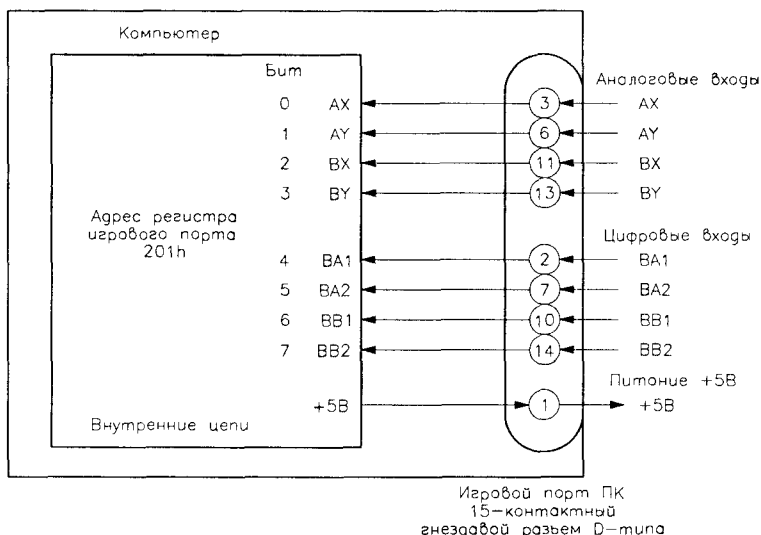 Компьютер
Бит
Аналоговые входы
0 AX 3 AX
1 AY 6 AY
2 BX 11 BX
3 BY 13 BY
Адрес регистра
игрового порта
201h
Цифровые входы
4 BA1 2 BA1
5 BA2 7 BA2
6 BB1 10 BB1
7 BB2 14 BB2
Питание +5В
+5В 1 +5В
Внутренние цепи
Игровой порт ПК
15-контактный
гнездовой разъем D-типа